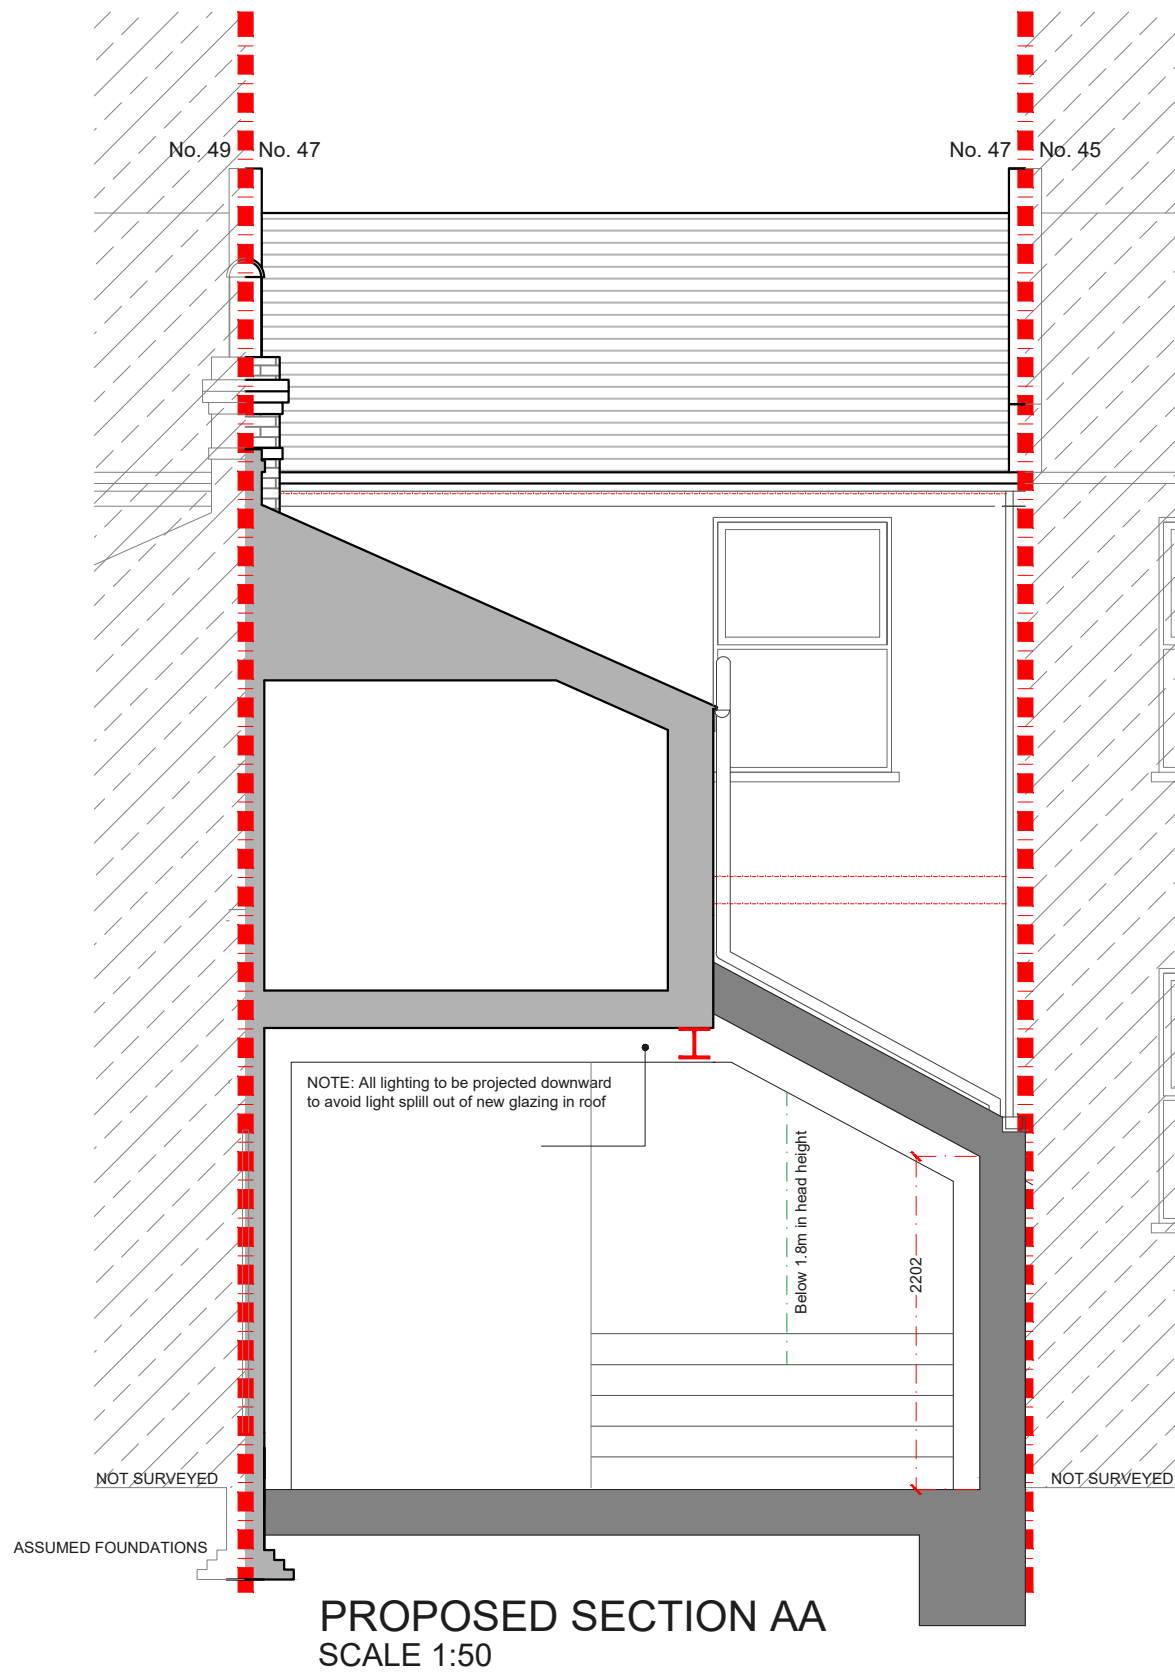 No. 49
No. 47
No. 47
No. 45
NOTE: All lighting to be projected downward
to avoid light splill out of new glazing in roof
Below 1.8m in head height
2202
NOT SURVEYED
NOT SURVEYED
ASSUMED FOUNDATIONS
PROPOSED SECTION AA
SCALE 1:50